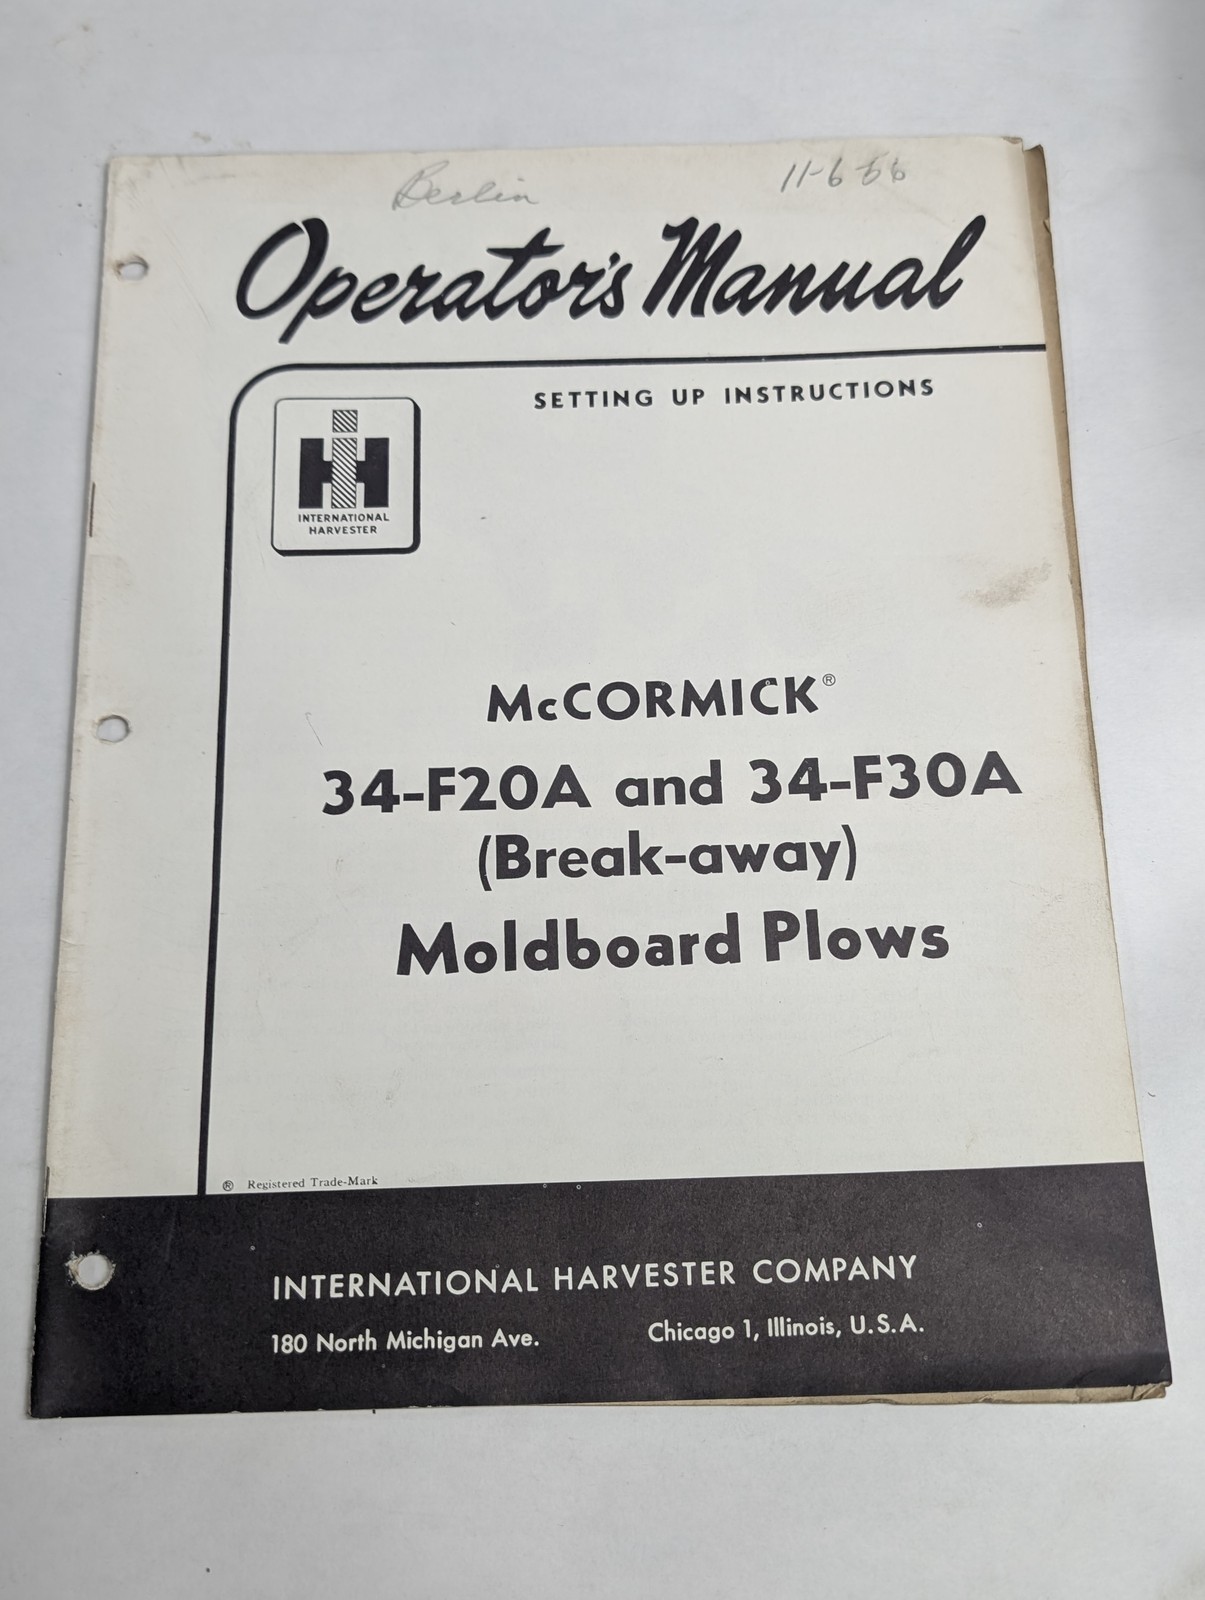 Berlin 11-6-56
Operator's Manual
SETTING UP INSTRUCTIONS
IH
INTERNATIONAL
HARVESTER
McCORMICK®
34-F20A and 34-F30A
(Break-away)
Moldboard Plows
® Registered Trade-Mark
INTERNATIONAL HARVESTER COMPANY
180 North Michigan Ave. Chicago 1, Illinois, U.S.A.